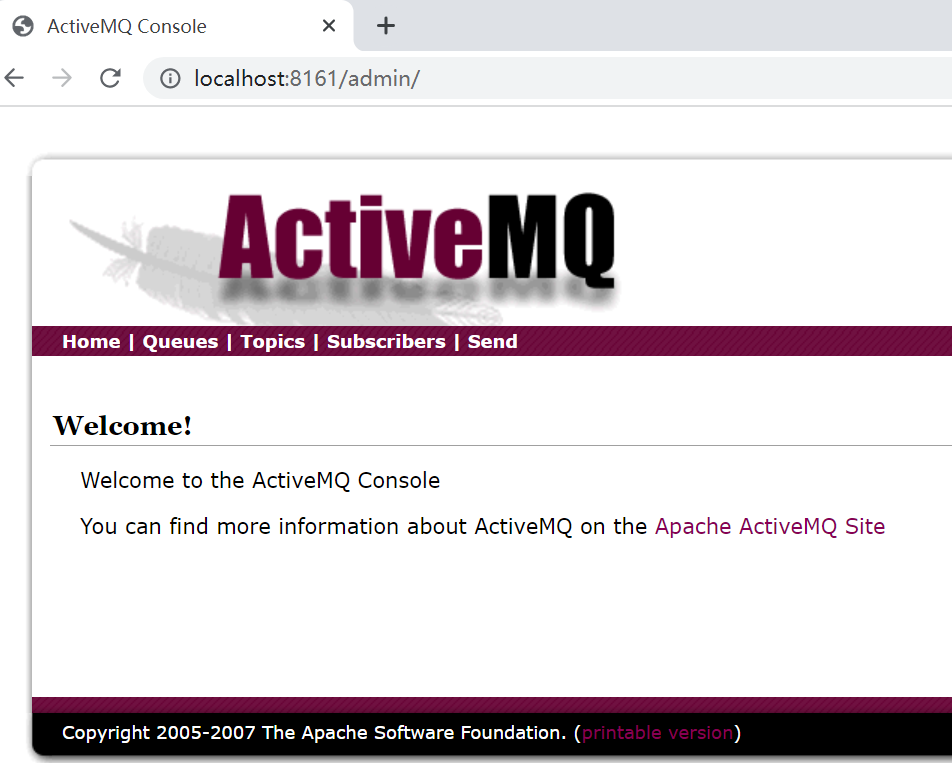 ActiveMQ Console
localhost:8161/admin/
ActiveMQ
Home | Queues | Topics | Subscribers | Send
Welcome!
Welcome to the ActiveMQ Console
You can find more information about ActiveMQ on the Apache ActiveMQ Site
Copyright 2005-2007 The Apache Software Foundation. (printable version)